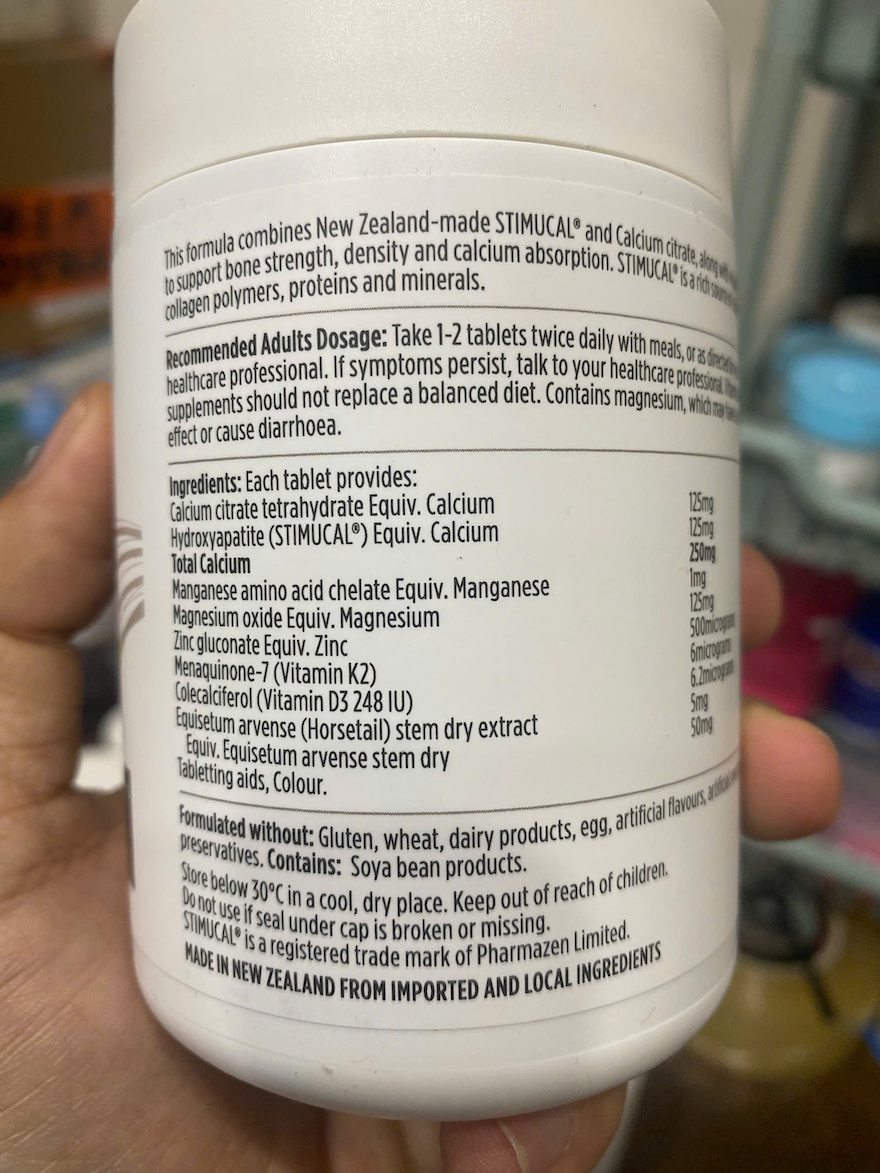 This formula combines New Zealand-made STIMUCAL® and Calcium citrate, along with
to support bone strength, density and calcium absorption. STIMUCAL® is a rich source
collagen polymers, proteins and minerals.
Recommended Adults Dosage: Take 1-2 tablets twice daily with meals, or as directed
healthcare professional. If symptoms persist, talk to your healthcare professional.
supplements should not replace a balanced diet. Contains magnesium, which may
effect or cause diarrhoea.
Ingredients: Each tablet provides:
Calcium citrate tetrahydrate Equiv. Calcium 125mg
Hydroxyapatite (STIMUCAL®) Equiv. Calcium 125mg
Total Calcium 250mg
Manganese amino acid chelate Equiv. Manganese 1mg
Magnesium oxide Equiv. Magnesium 125mg
Zinc gluconate Equiv. Zinc 500microgram
Menaquinone-7 (Vitamin K2) 6microgram
Colecalciferol (Vitamin D3 248 IU) 6.2microgram
Equisetum arvense (Horsetail) stem dry extract 5mg
Equiv. Equisetum arvense stem dry 50mg
Tabletting aids, Colour.
Formulated without: Gluten, wheat, dairy products, egg, artificial flavours,
preservatives. Contains: Soya bean products.
Store below 30°C in a cool, dry place. Keep out of reach of children.
Do not use if seal under cap is broken or missing.
STIMUCAL® is a registered trade mark of Pharmazen Limited.
MADE IN NEW ZEALAND FROM IMPORTED AND LOCAL INGREDIENTS